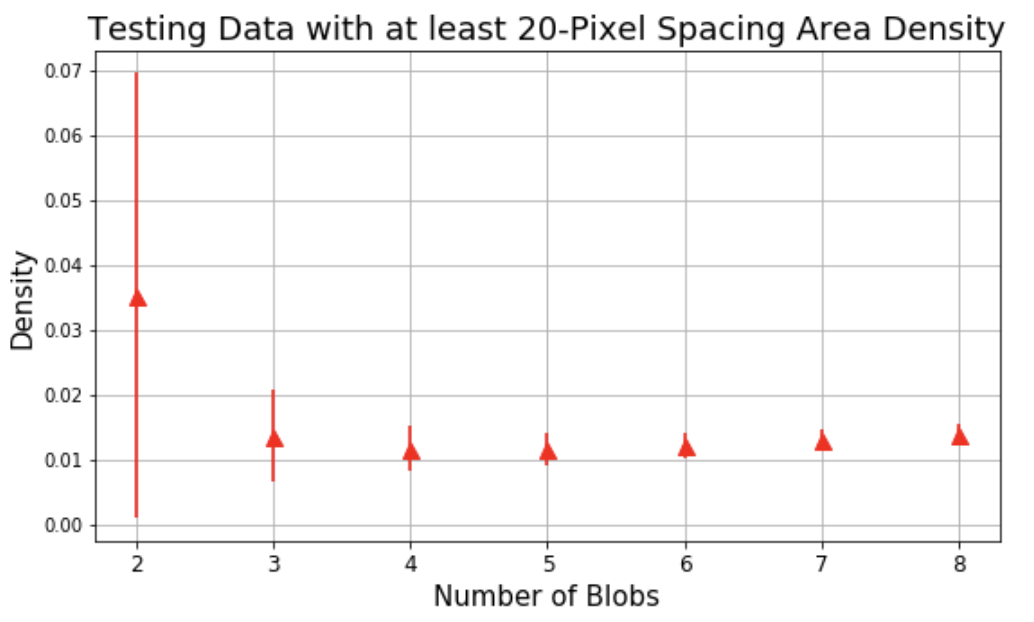 Testing Data with at least 20-Pixel Spacing Area Density
0.07
0.06
0.05
0.04
0.03
0.02
0.01
0.00
Density
2 3 4 5 6 7 8
Number of Blobs